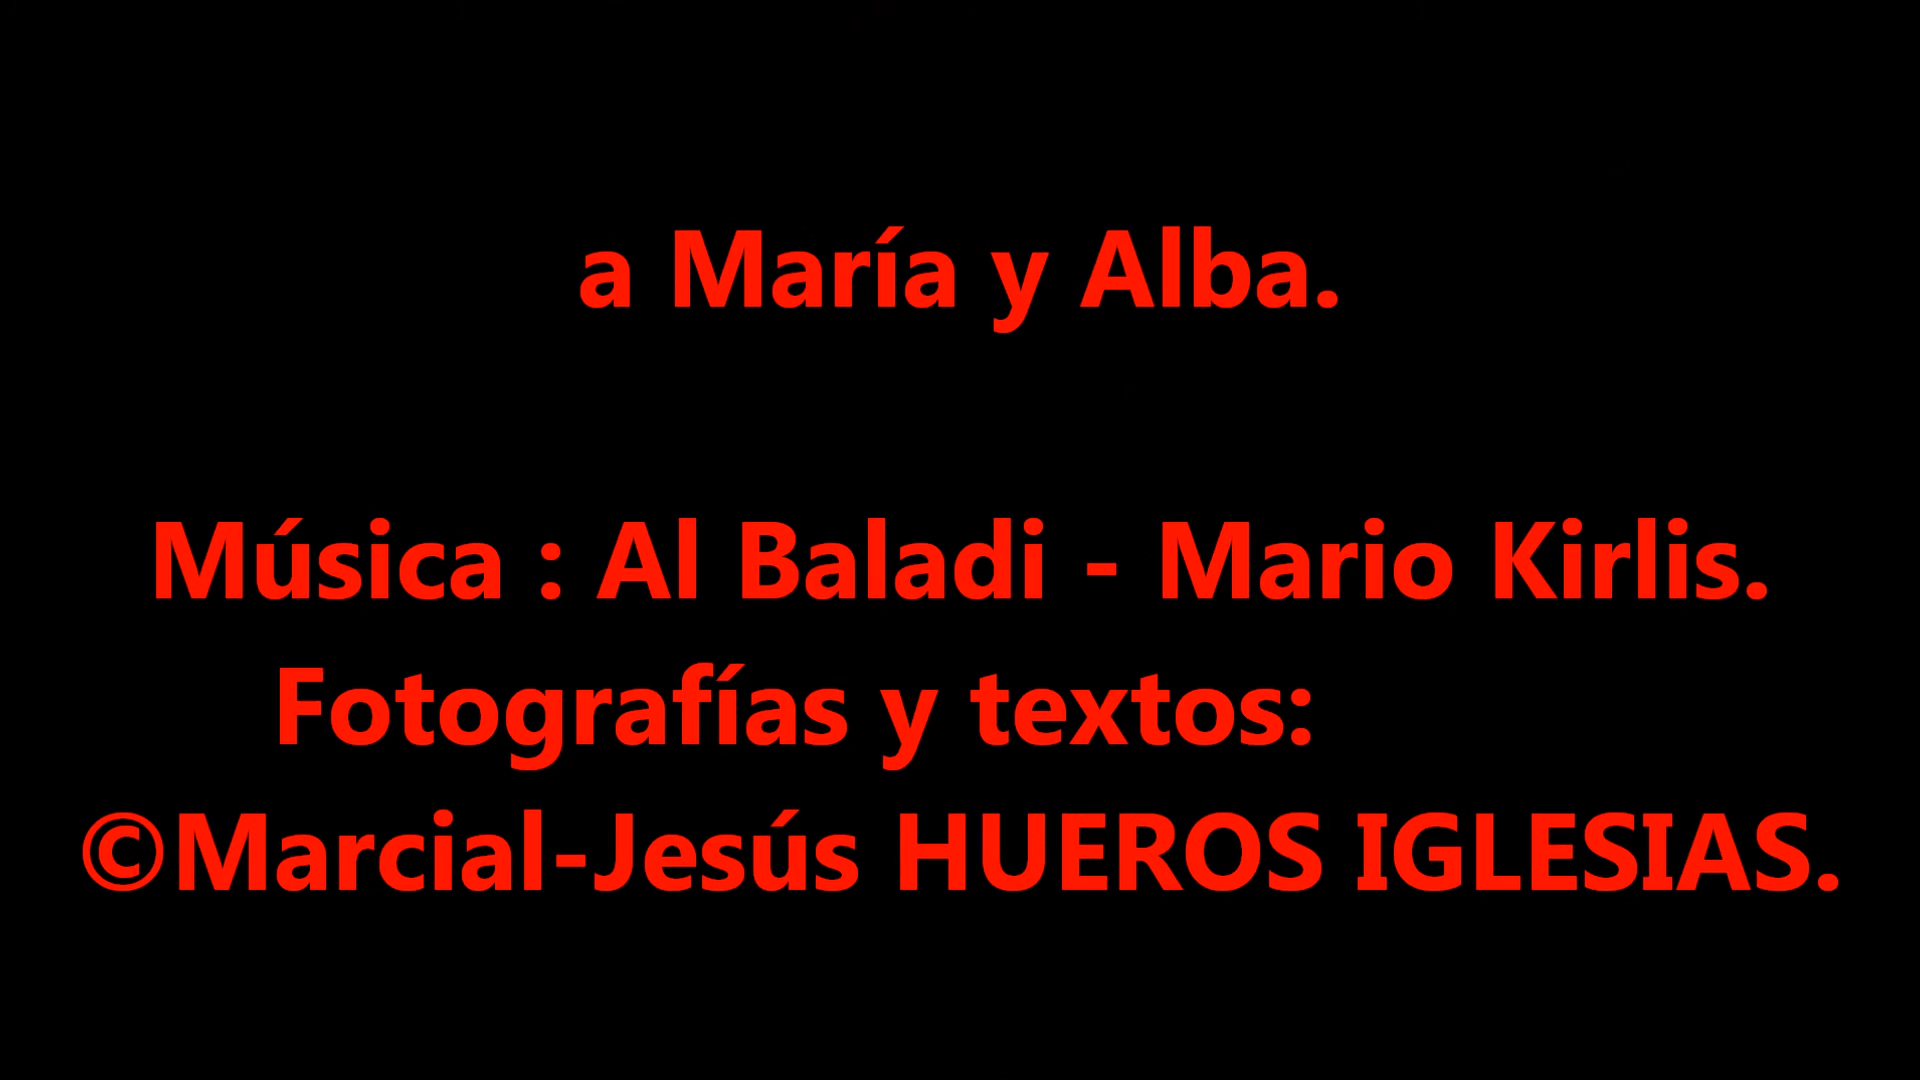 a María y Alba.
Música : Al Baladi - Mario Kirlis.
Fotografías y textos:
©Marcial-Jesús HUEROS IGLESIAS.